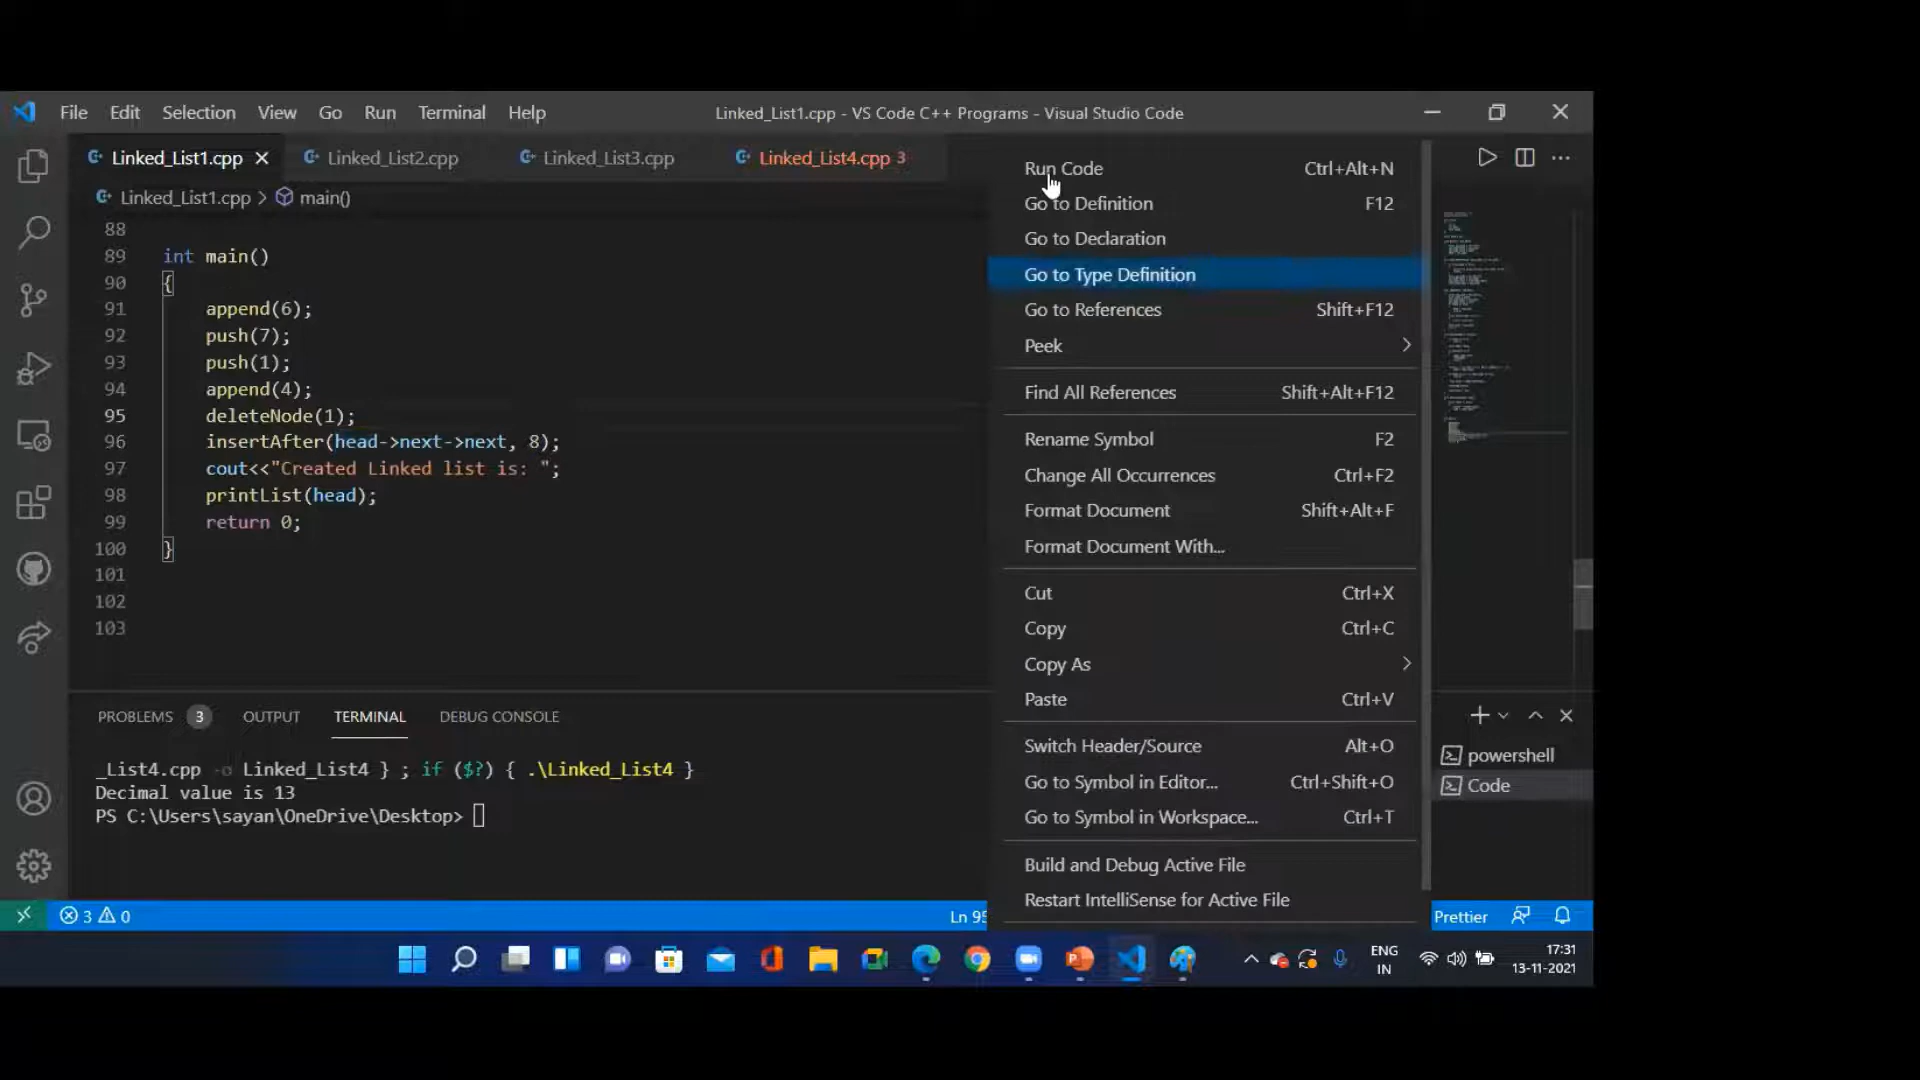 File Edit Selection View Go Run Terminal Help Linked_List1.cpp - VS Code C++ Programs - Visual Studio Code
Linked_List1.cpp Linked_List2.cpp Linked_List3.cpp Linked_List4.cpp 3
Linked_List1.cpp > main()
88
89 int main()
90 {
91 append(6);
92 push(7);
93 push(1);
94 append(4);
95 deleteNode(1);
96 insertAfter(head->next->next, 8);
97 cout<<"Created Linked list is: ";
98 printList(head);
99 return 0;
100 }
101
102
103
Run Code Ctrl+Alt+N
Go to Definition F12
Go to Declaration
Go to Type Definition
Go to References Shift+F12
Peek
Find All References Shift+Alt+F12
Rename Symbol F2
Change All Occurrences Ctrl+F2
Format Document Shift+Alt+F
Format Document With...
Cut Ctrl+X
Copy Ctrl+C
Copy As
Paste Ctrl+V
Switch Header/Source Alt+O
Go to Symbol in Editor... Ctrl+Shift+O
Go to Symbol in Workspace... Ctrl+T
Build and Debug Active File
Restart IntelliSense for Active File
PROBLEMS 3 OUTPUT TERMINAL DEBUG CONSOLE
_List4.cpp -o Linked_List4 } ; if ($?) { .\Linked_List4 }
Decimal value is 13
PS C:\Users\sayan\OneDrive\Desktop>
powershell
Code
3 0 Ln 95 Prettier
ENG
IN
17:31
13-11-2021